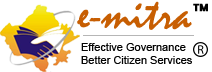 e-mitra™
Effective Governance
Better Citizen Services ®